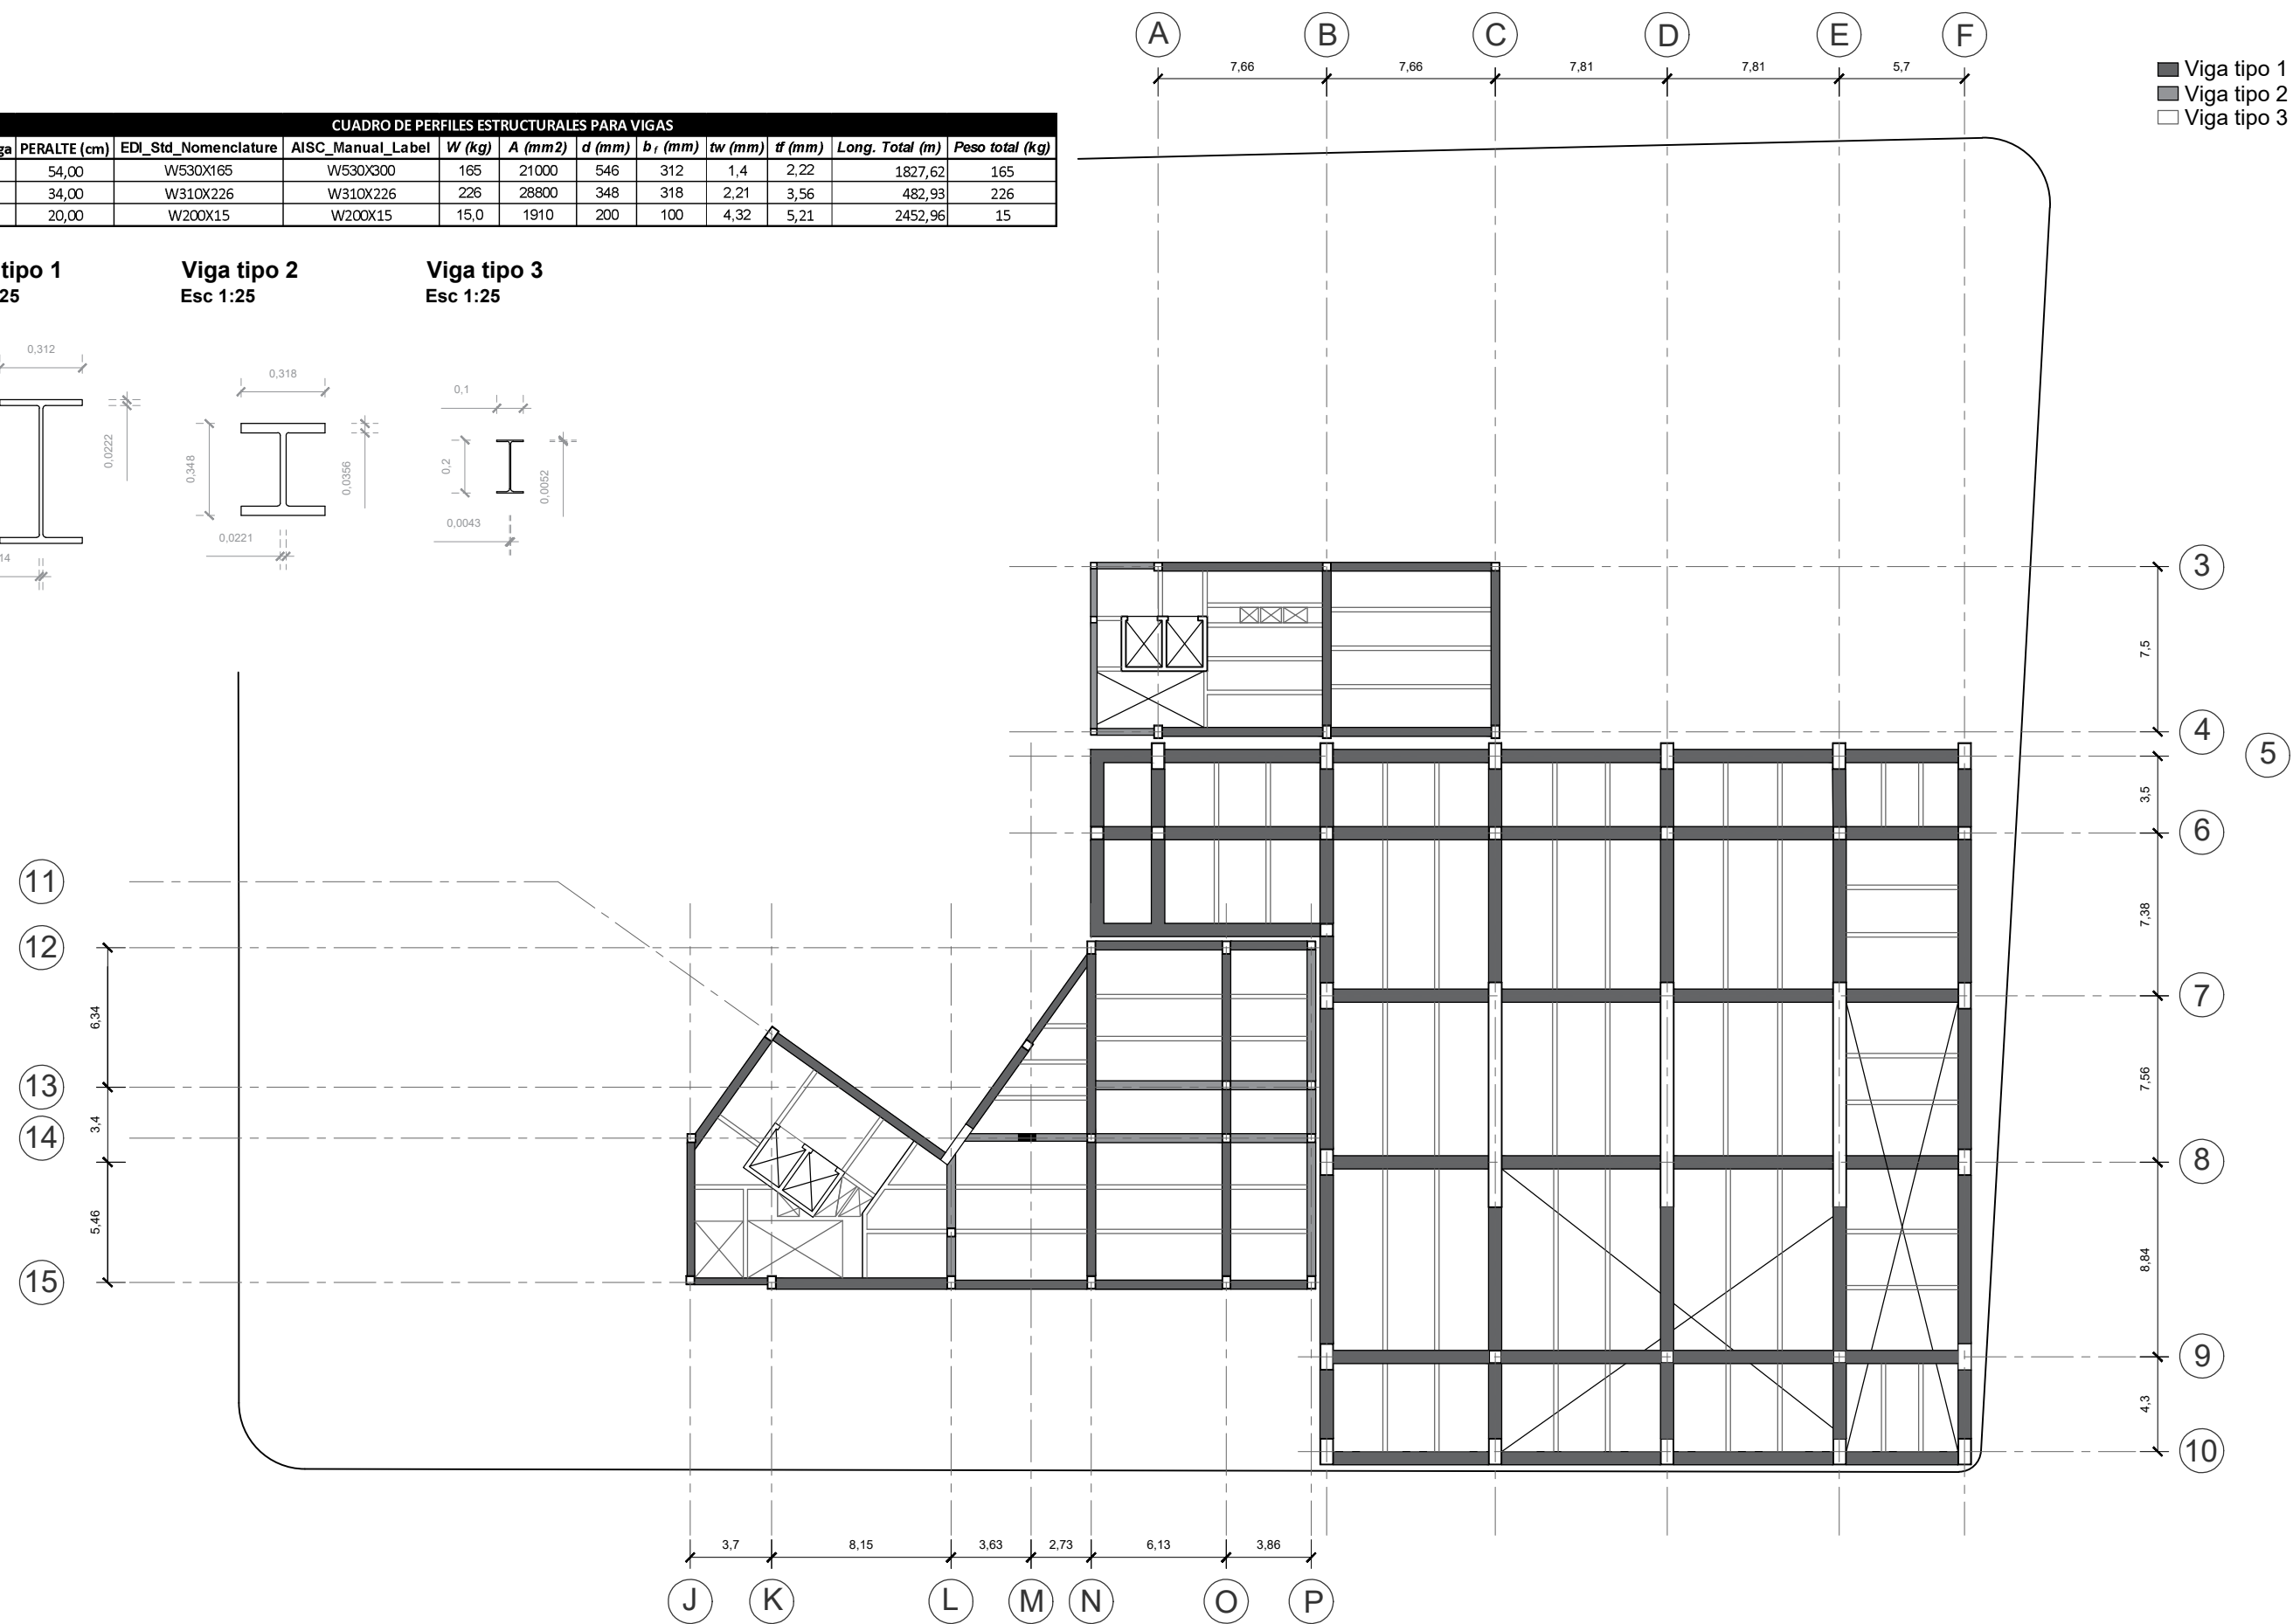 A B C D E F
7,66 7,66 7,81 7,81 5,7
Viga tipo 1
Viga tipo 2
Viga tipo 3
CUADRO DE PERFILES ESTRUCTURALES PARA VIGAS
ga PERALTE (cm) EDI_Std_Nomenclature AISC_Manual_Label W (kg) A (mm2) d (mm) b f (mm) tw (mm) tf (mm) Long. Total (m) Peso total (kg)
54,00 W530X165 W530X300 165 21000 546 312 1,4 2,22 1827,62 165
34,00 W310X226 W310X226 226 28800 348 318 2,21 3,56 482,93 226
20,00 W200X15 W200X15 15,0 1910 200 100 4,32 5,21 2452,96 15
tipo 1
25
Viga tipo 2
Esc 1:25
Viga tipo 3
Esc 1:25
0,312
0,0222
14
0,318
0,348
0,0356
0,0221
0,1
0,2
0,0052
0,0043
3
7,5
4
5
3,5
6
7,38
7
7,56
8
8,84
9
4,3
10
11
12
6,34
13
3,4
14
5,46
15
3,7 8,15 3,63 2,73 6,13 3,86
J K L M N O P